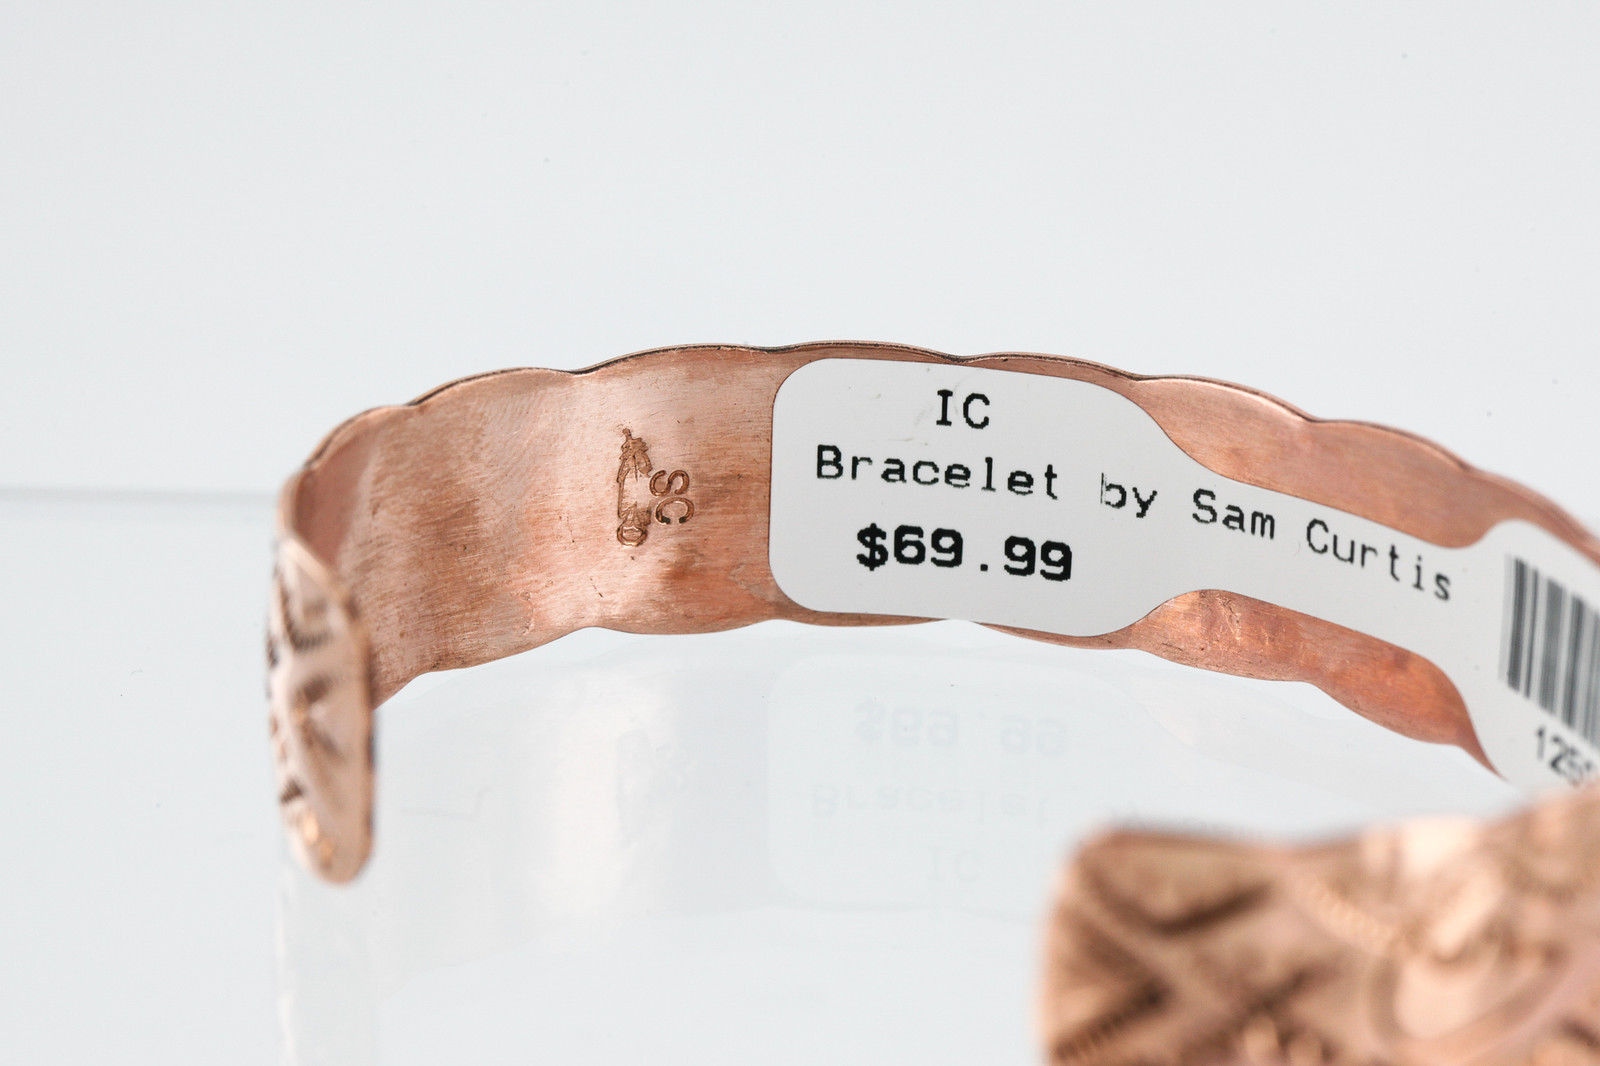 SC
IC
Bracelet by Sam Curtis
$69.99